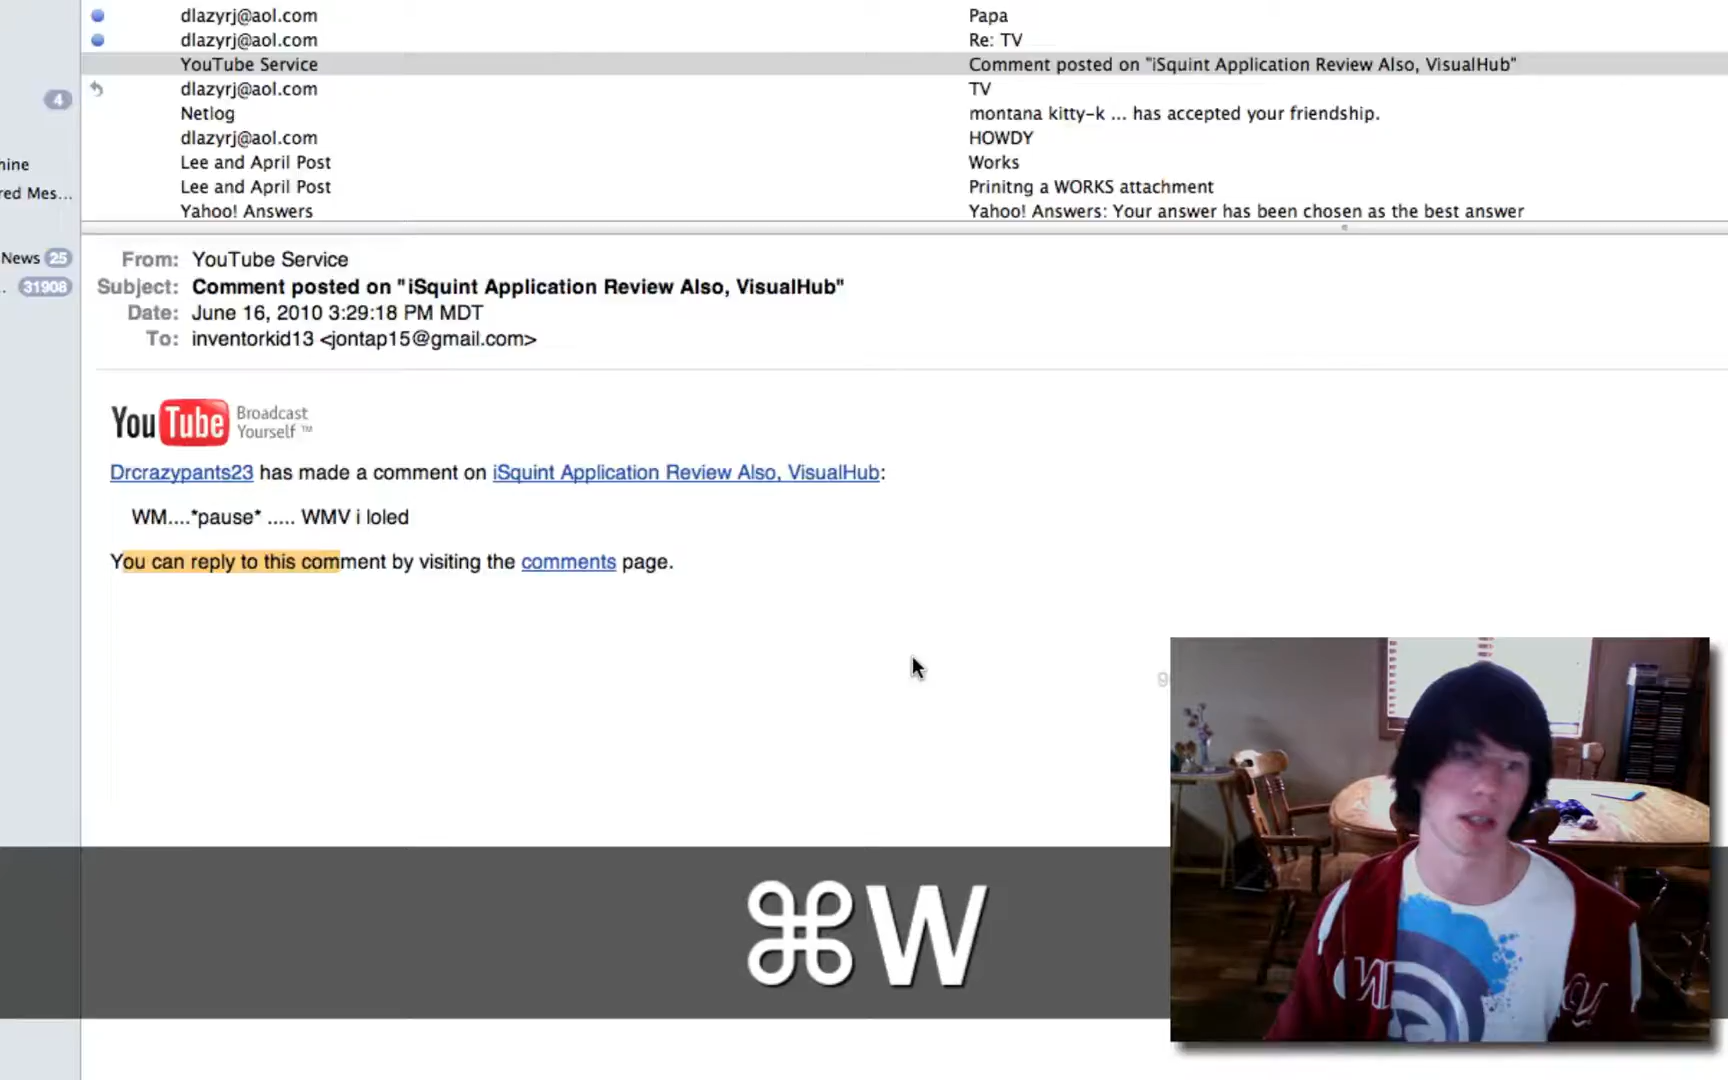 dlazyrj@aol.com Papa
dlazyrj@aol.com Re: TV
YouTube Service Comment posted on "iSquint Application Review Also, VisualHub"
4 dlazyrj@aol.com TV
Netlog montana kitty-k ... has accepted your friendship.
dlazyrj@aol.com HOWDY
hine Lee and April Post Works
red Mes... Lee and April Post Prinitng a WORKS attachment
Yahoo! Answers Yahoo! Answers: Your answer has been chosen as the best answer
News 25 From: YouTube Service
.. 31908 Subject: Comment posted on "iSquint Application Review Also, VisualHub"
Date: June 16, 2010 3:29:18 PM MDT
To: inventorkid13 <jontap15@gmail.com>
YouTube Broadcast Yourself ™
Drcrazypants23 has made a comment on iSquint Application Review Also, VisualHub:
WM....*pause* ..... WMV i loled
You can reply to this comment by visiting the comments page.
⌘W